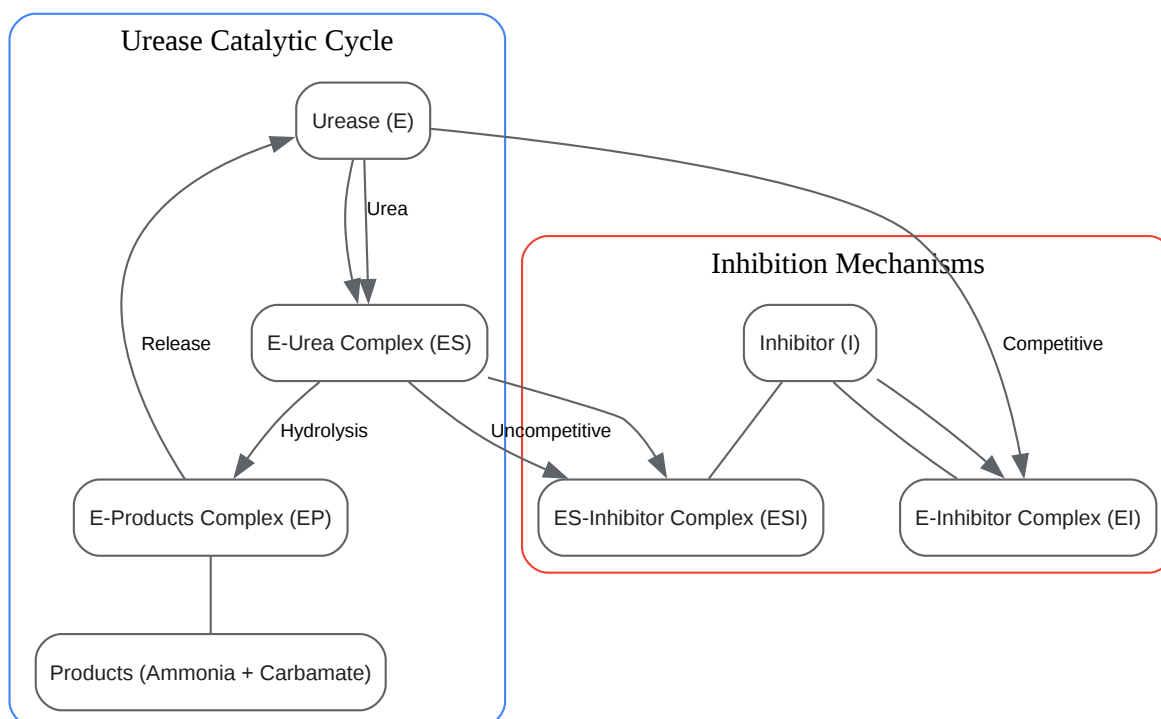 Urease Catalytic Cycle
Urease (E)
Urea
Inhibition Mechanisms
E-Urea Complex (ES)
Inhibitor (I)
Release
Competitive
Hydrolysis
Uncompetitive
E-Products Complex (EP)
ES-Inhibitor Complex (ESI)
E-Inhibitor Complex (EI)
Products (Ammonia + Carbamate)